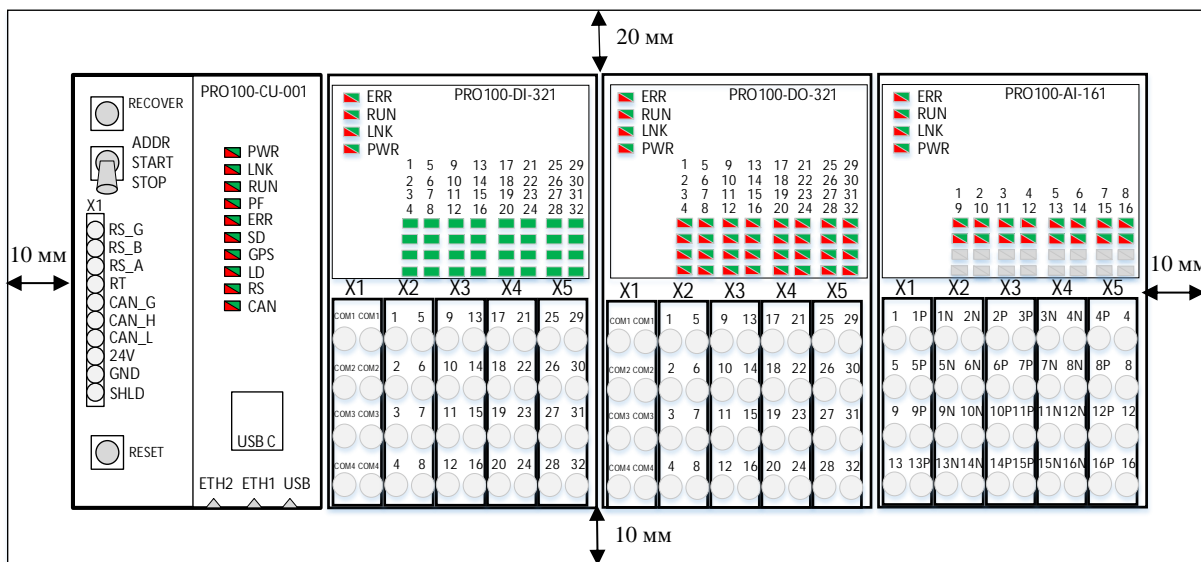 20 мм
10 мм
10 мм
10 мм
PRO100-CU-001
RECOVER
ADDR
START
STOP
X1
RS_G
RS_B
RS_A
RT
CAN_G
CAN_H
CAN_L
24V
GND
SHLD
RESET
PWR
LNK
RUN
PF
ERR
SD
GPS
LD
RS
CAN
USB C
ETH2 ETH1 USB
PRO100-DI-321
ERR
RUN
LNK
PWR
1 5 9 13 17 21 25 29
2 6 10 14 18 22 26 30
3 7 11 15 19 23 27 31
4 8 12 16 20 24 28 32
X1 X2 X3 X4 X5
COM1 COM1 1 5 9 13 17 21 25 29
COM2 COM2 2 6 10 14 18 22 26 30
COM3 COM3 3 7 11 15 19 23 27 31
COM4 COM4 4 8 12 16 20 24 28 32
PRO100-DO-321
ERR
RUN
LNK
PWR
1 5 9 13 17 21 25 29
2 6 10 14 18 22 26 30
3 7 11 15 19 23 27 31
4 8 12 16 20 24 28 32
X1 X2 X3 X4 X5
COM1 COM1 1 5 9 13 17 21 25 29
COM2 COM2 2 6 10 14 18 22 26 30
COM3 COM3 3 7 11 15 19 23 27 31
COM4 COM4 4 8 12 16 20 24 28 32
PRO100-AI-161
ERR
RUN
LNK
PWR
1 2 3 4 5 6 7 8
9 10 11 12 13 14 15 16
X1 X2 X3 X4 X5
1 1P 1N 2N 2P 3P 3N 4N 4P 4
5 5P 5N 6N 6P 7P 7N 8N 8P 8
9 9P 9N 10N 10P 11P 11N 12N 12P 12
13 13P 13N 14N 14P 15P 15N 16N 16P 16